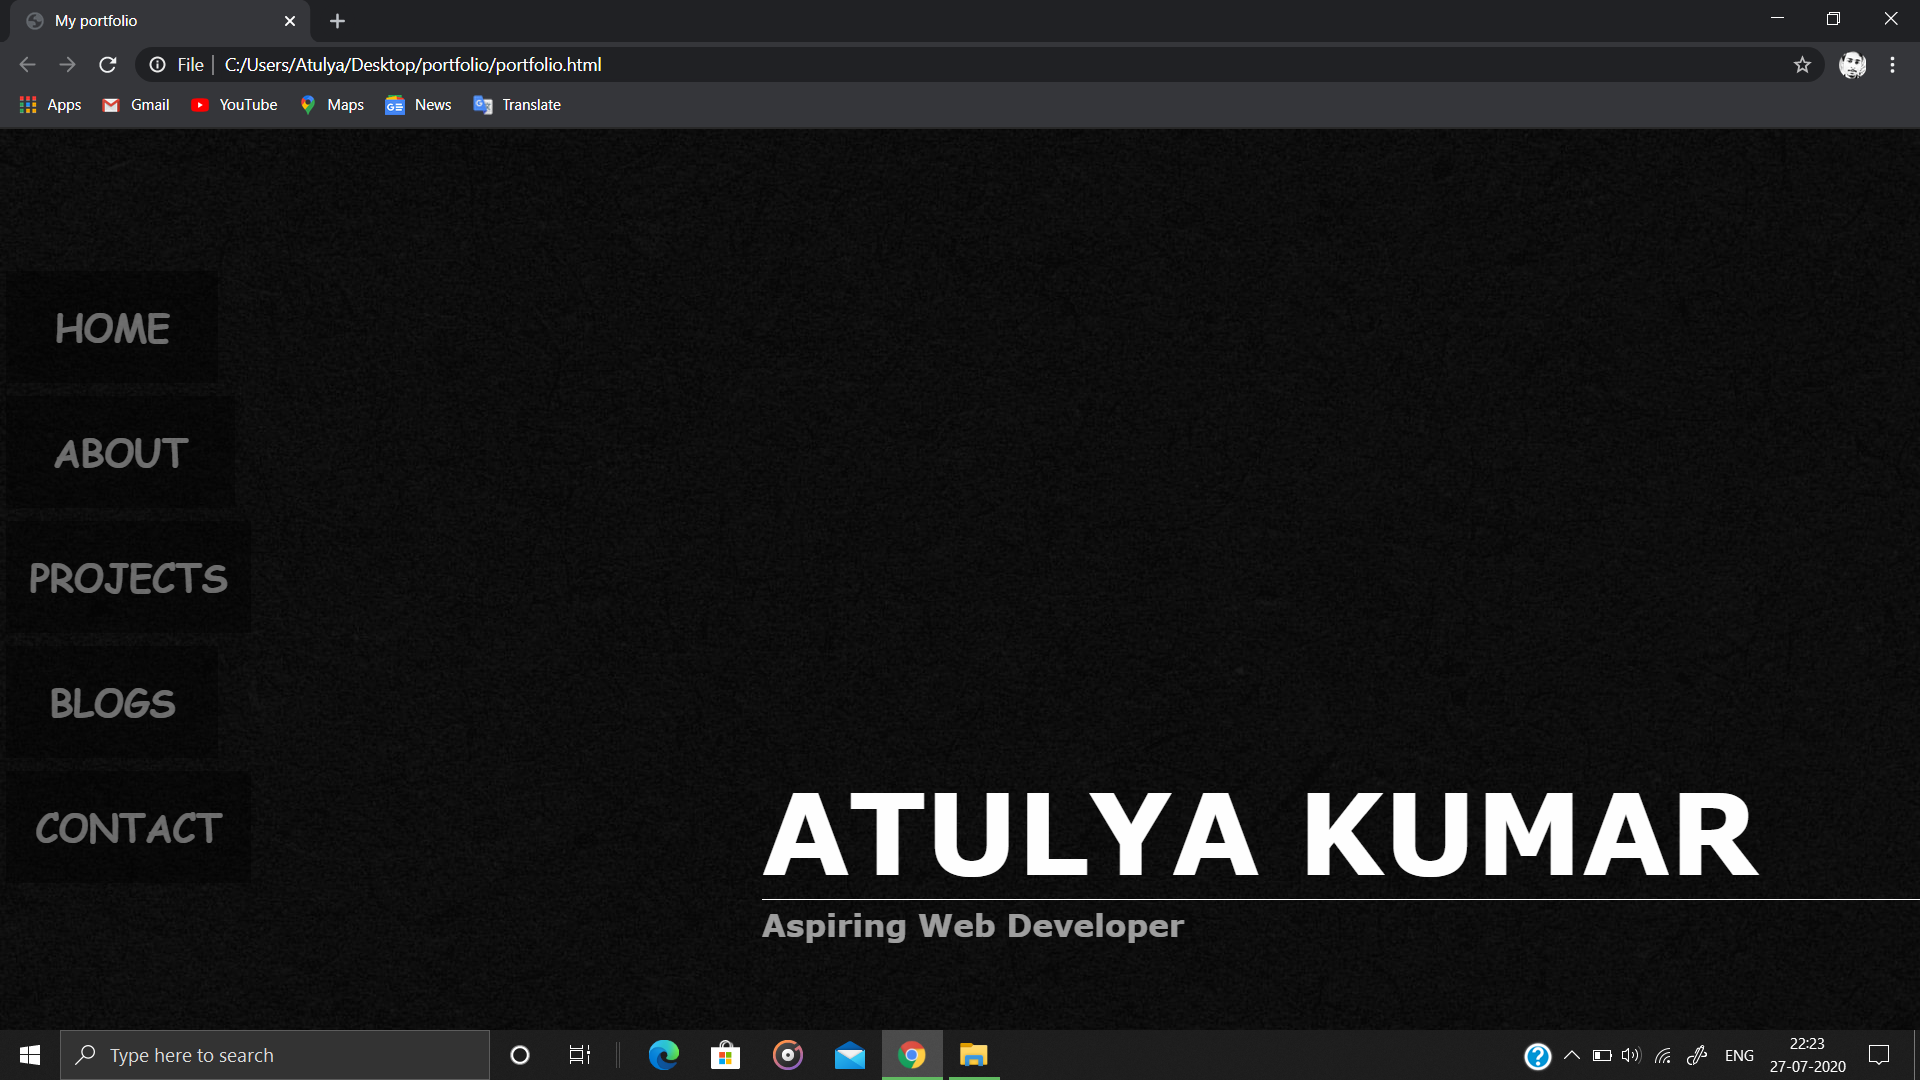 My portfolio
File C:/Users/Atulya/Desktop/portfolio/portfolio.html
Apps Gmail YouTube Maps News Translate
HOME
ABOUT
PROJECTS
BLOGS
CONTACT
ATULYA KUMAR
Aspiring Web Developer
Type here to search
ENG
22:23
27-07-2020